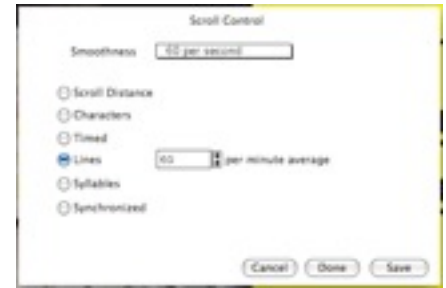 Scroll Control
Smoothness 60 per second
Scroll Distance
Characters
Timed
Lines 60 per minute average
Syllables
Synchronized
Cancel Done Save